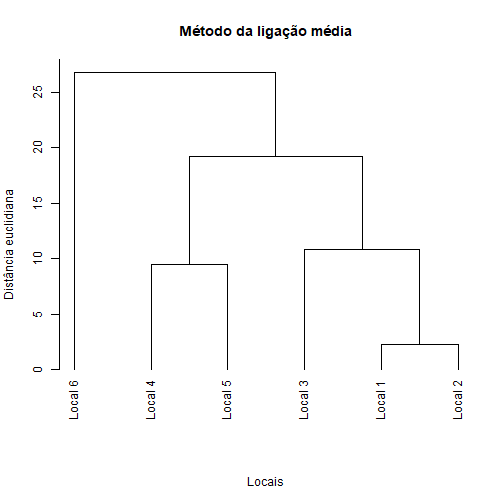 Método da ligação média
Distância euclidiana
25
20
15
10
5
0
Local 6
Local 4
Local 5
Local 3
Local 1
Local 2
Locais